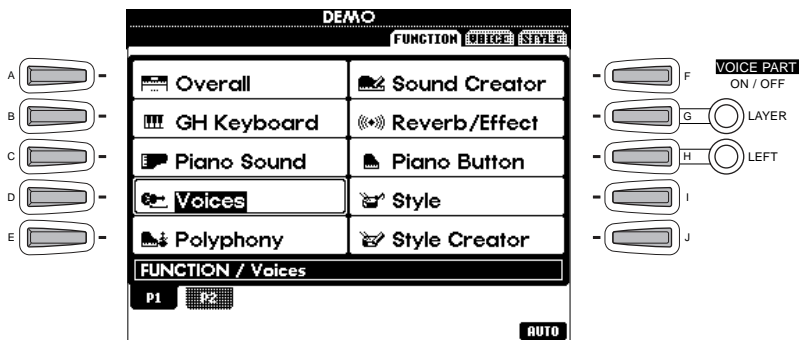 DEMO
FUNCTION VOICE STYLE
A Overall Sound Creator F
VOICE PART
ON / OFF
B GH Keyboard Reverb/Effect G LAYER
C Piano Sound Piano Button H LEFT
D Voices Style I
E Polyphony Style Creator J
FUNCTION / Voices
P1 P2
AUTO